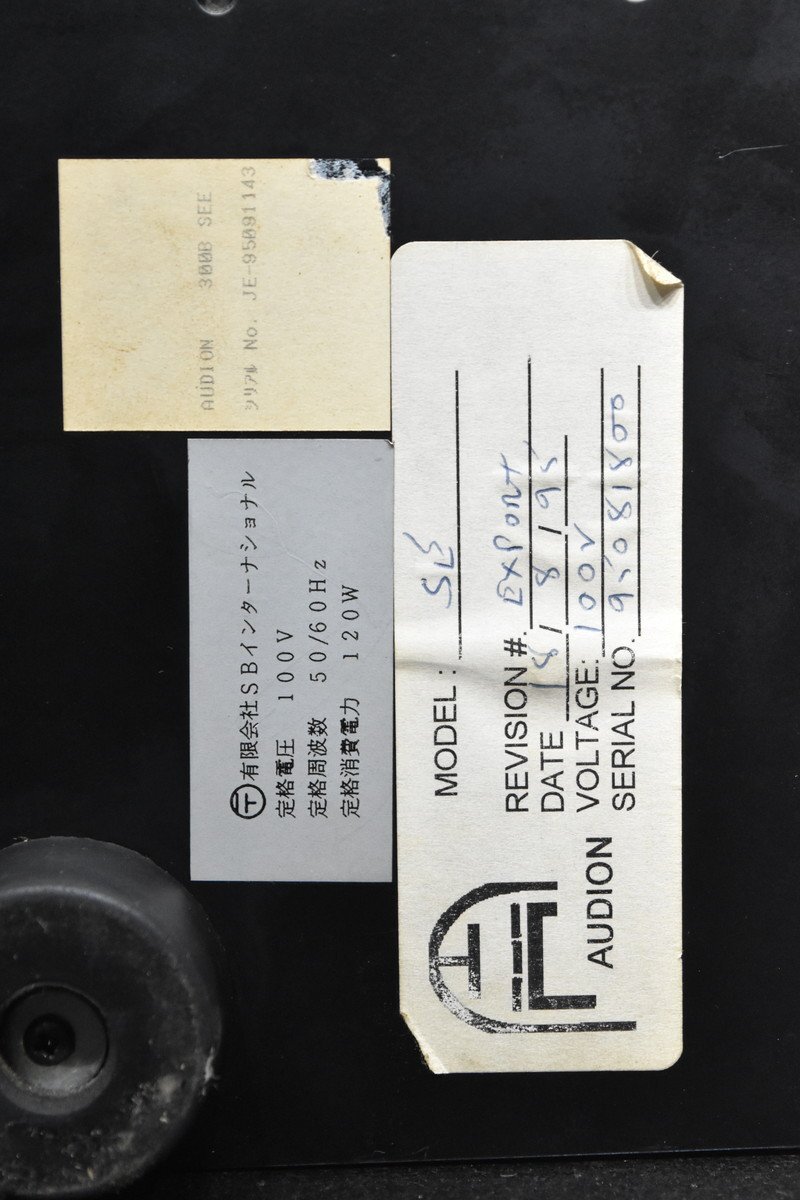 AUDION 300B SEE
シリアル No. JE-95091143
有限会社SBインターナショナル
定格電圧 100V
定格周波数 50/60Hz
定格消費電力 120W
MODEL: SE
REVISION #. EXPORT
DATE 18/8/95
VOLTAGE: 100V
SERIAL NO. 95081800
AUDION